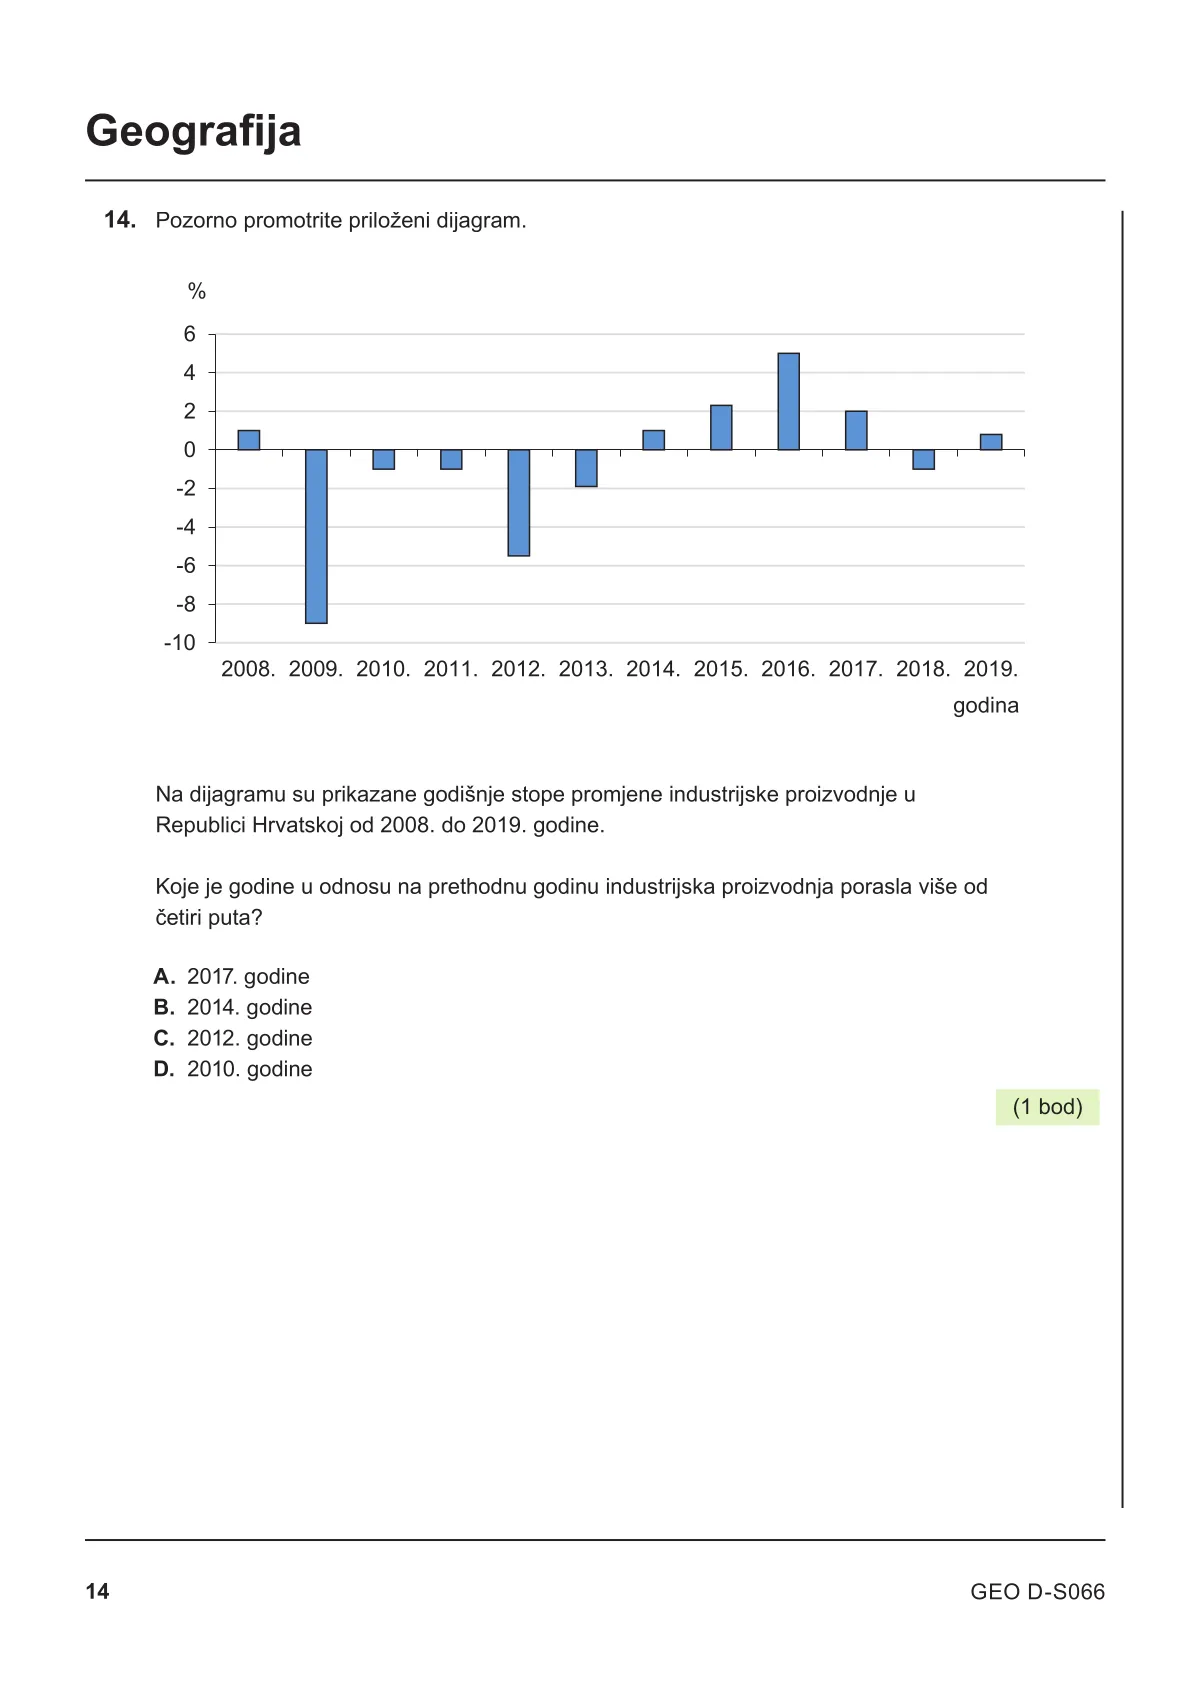 Geografija
14. Pozorno promotrite priloženi dijagram.
%
6
4
2
0
-2
-4
-6
-8
-10
2008. 2009. 2010. 2011. 2012. 2013. 2014. 2015. 2016. 2017. 2018. 2019.
godina
Na dijagramu su prikazane godišnje stope promjene industrijske proizvodnje u
Republici Hrvatskoj od 2008. do 2019. godine.
Koje je godine u odnosu na prethodnu godinu industrijska proizvodnja porasla više od
četiri puta?
A. 2017. godine
B. 2014. godine
C. 2012. godine
D. 2010. godine
(1 bod)
14 GEO D-S066